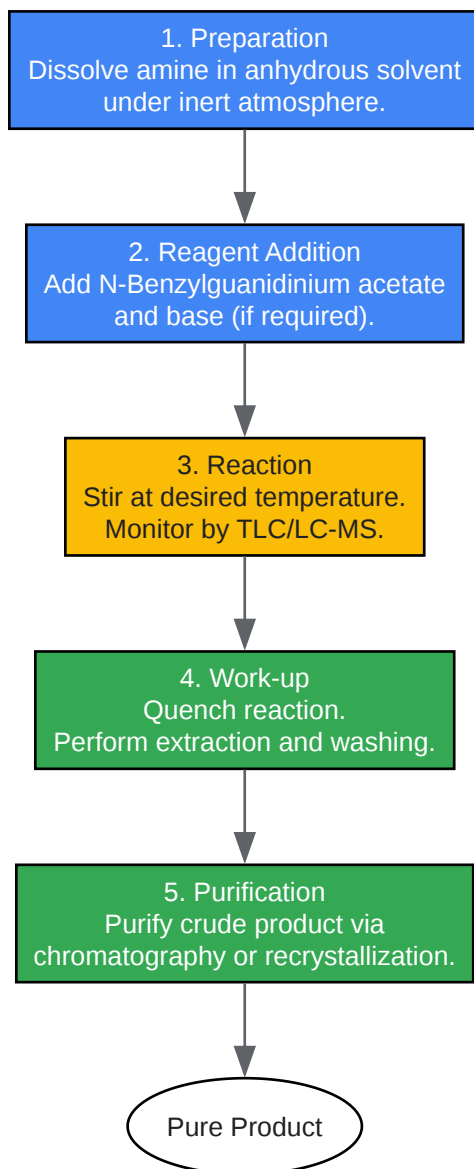 1. Preparation
Dissolve amine in anhydrous solvent
under inert atmosphere.
2. Reagent Addition
Add N-Benzylguanidinium acetate
and base (if required).
3. Reaction
Stir at desired temperature.
Monitor by TLC/LC-MS.
4. Work-up
Quench reaction.
Perform extraction and washing.
5. Purification
Purify crude product via
chromatography or recrystallization.
Pure Product